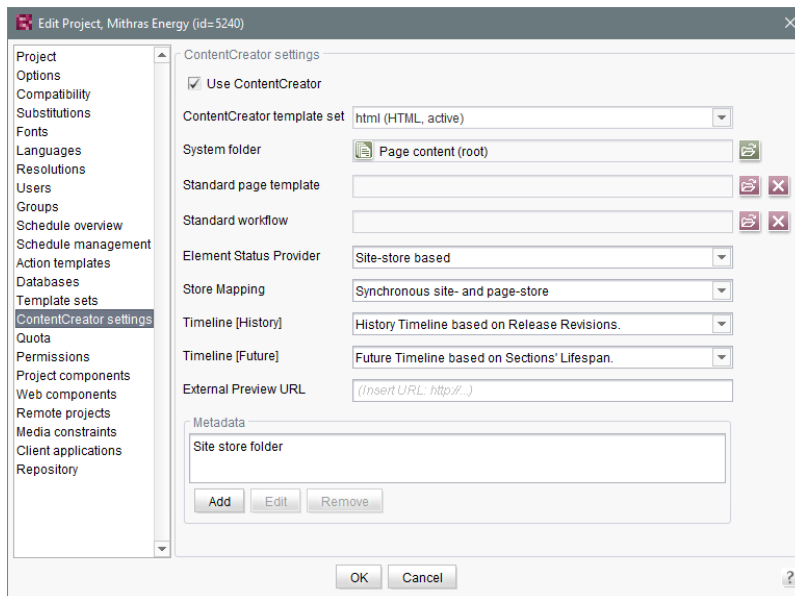 Edit Project, Mithras Energy (id=5240)
Project
Options
Compatibility
Substitutions
Fonts
Languages
Resolutions
Users
Groups
Schedule overview
Schedule management
Action templates
Databases
Template sets
ContentCreator settings
Quota
Permissions
Project components
Web components
Remote projects
Media constraints
Client applications
Repository
ContentCreator settings
Use ContentCreator
ContentCreator template set html (HTML, active)
System folder Page content (root)
Standard page template
Standard workflow
Element Status Provider Site-store based
Store Mapping Synchronous site- and page-store
Timeline [History] History Timeline based on Release Revisions.
Timeline [Future] Future Timeline based on Sections' Lifespan.
External Preview URL (Insert URL: http://...)
Metadata
Site store folder
Add Edit Remove
OK Cancel ?